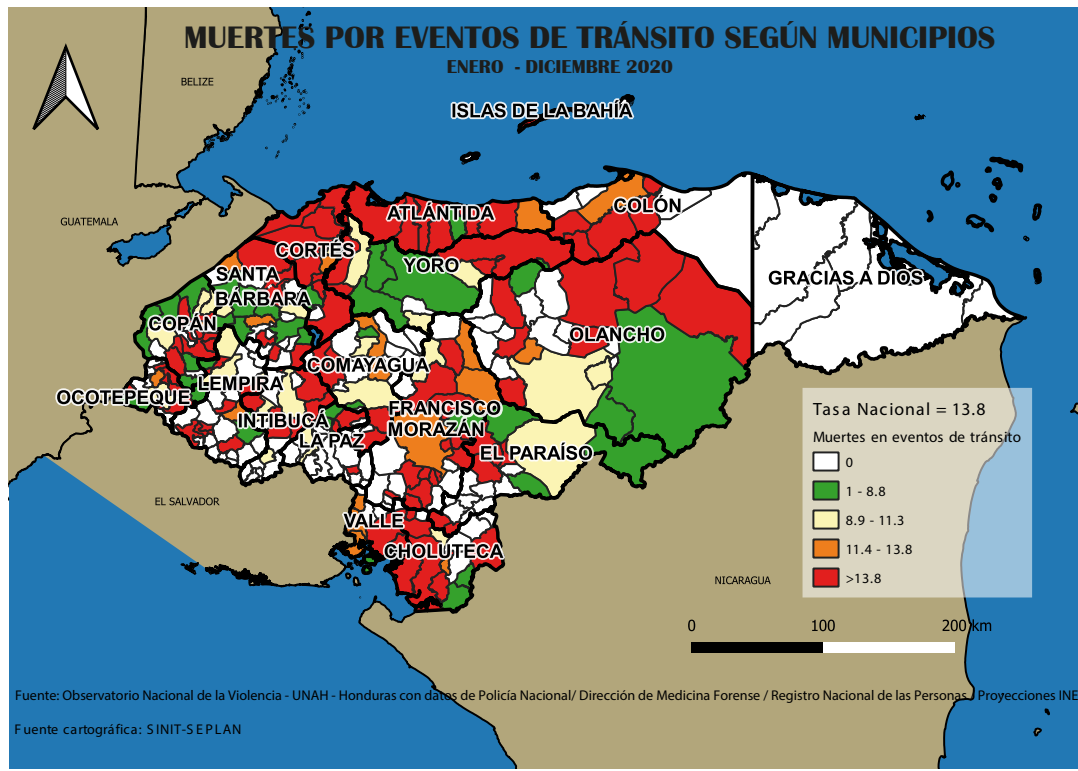 MUERTES POR EVENTOS DE TRÁNSITO SEGÚN MUNICIPIOS
ENERO - DICIEMBRE 2020
BELIZE
ISLAS DE LA BAHÍA
GUATEMALA
ATLÁNTIDA
COLÓN
CORTÉS
YORO
SANTA
BÁRBARA
GRACIAS A DIOS
COPÁN
OLANCHO
COMAYAGUA
OCOTEPEQUE
LEMPIRA
INTIBUCÁ
FRANCISCO
MORAZÁN
LA PAZ
EL PARAÍSO
EL SALVADOR
VALLE
CHOLUTECA
NICARAGUA
Tasa Nacional = 13.8
Muertes en eventos de tránsito
0
1 - 8.8
8.9 - 11.3
11.4 - 13.8
>13.8
0 100 200 km
Fuente: Observatorio Nacional de la Violencia - UNAH - Honduras con datos de Policía Nacional/ Dirección de Medicina Forense / Registro Nacional de las Personas / Proyecciones INE
Fuente cartográfica: SINIT-SEPLAN